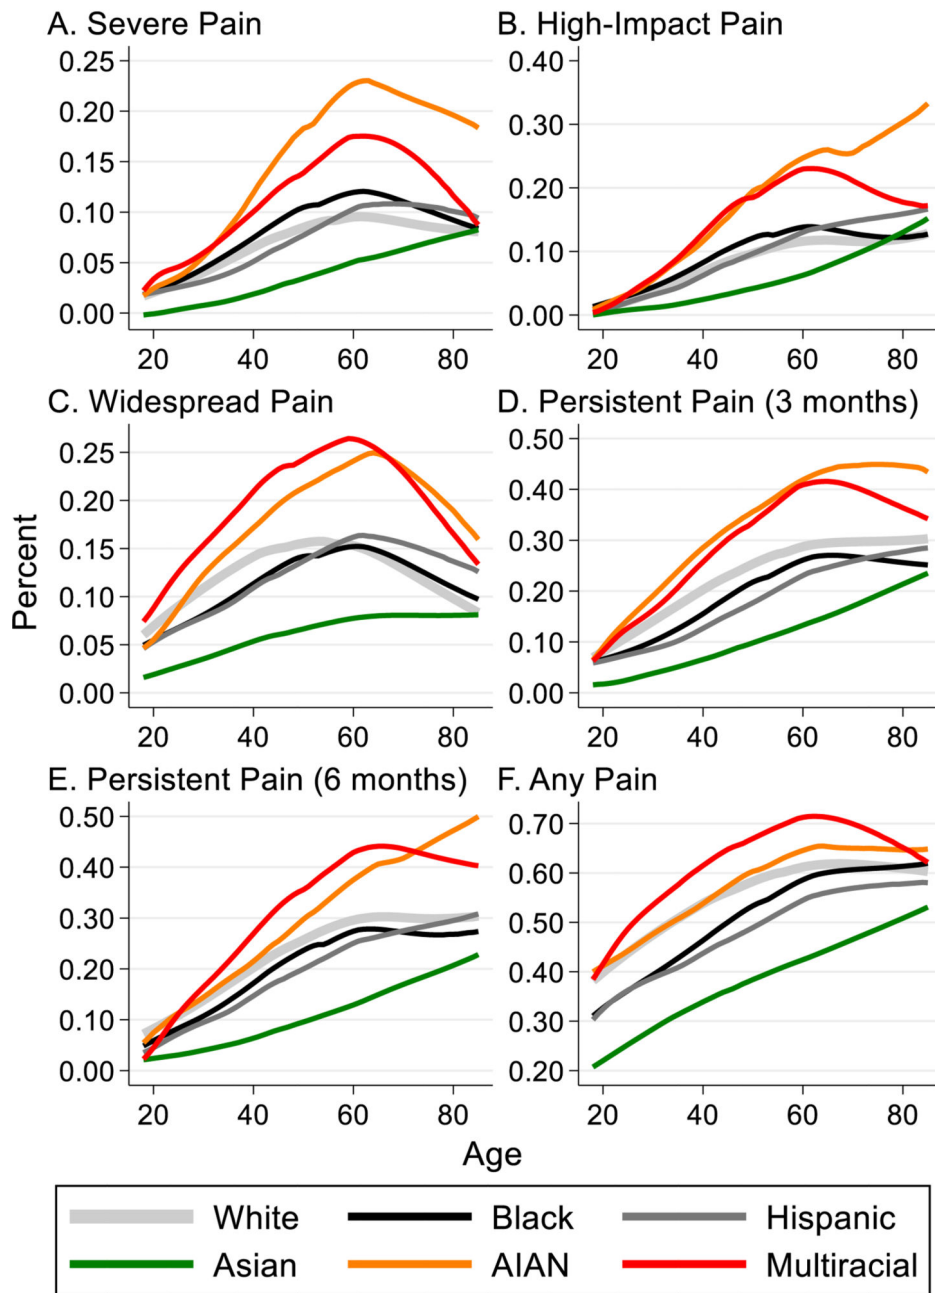 A. Severe Pain
B. High-Impact Pain
0.25
0.20
0.15
0.10
0.05
0.00
20 40 60 80
0.40
0.30
0.20
0.10
0.00
20 40 60 80
C. Widespread Pain
D. Persistent Pain (3 months)
Percent
0.25
0.20
0.15
0.10
0.05
0.00
20 40 60 80
0.50
0.40
0.30
0.20
0.10
0.00
20 40 60 80
E. Persistent Pain (6 months)
F. Any Pain
0.50
0.40
0.30
0.20
0.10
0.00
20 40 60 80
0.70
0.60
0.50
0.40
0.30
0.20
20 40 60 80
Age
White Black Hispanic
Asian AIAN Multiracial